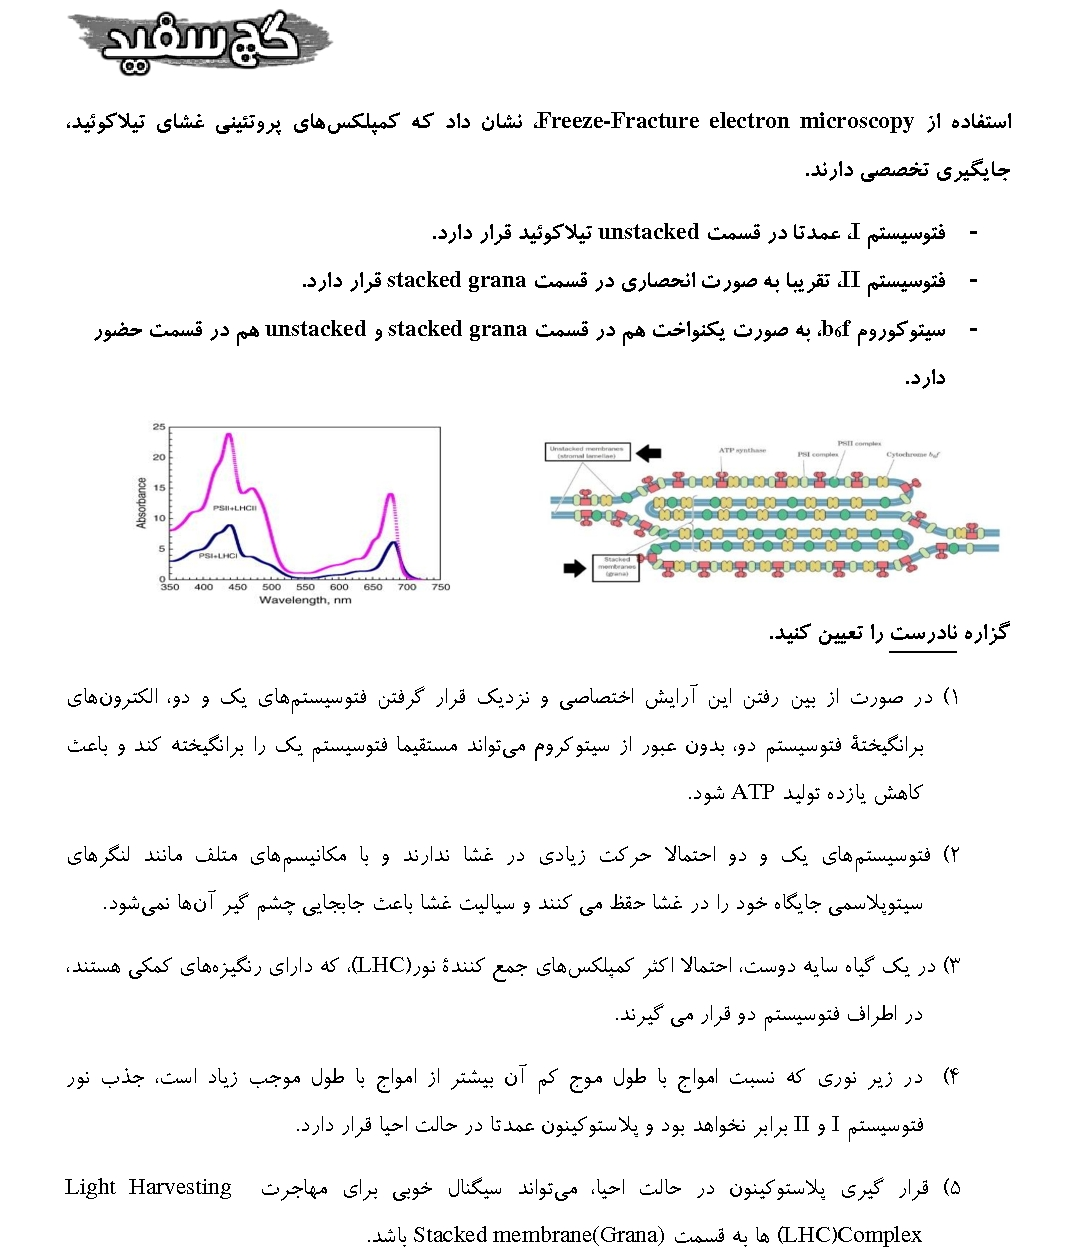 گچ سفید
استفاده از Freeze-Fracture electron microscopy، نشان داد که کمپلکس‌های پروتئینی غشای تیلاکوئید،
جایگیری تخصصی دارند.
- فتوسیستم I، عمدتا در قسمت unstacked تیلاکوئید قرار دارد.
- فتوسیستم II، تقریبا به صورت انحصاری در قسمت stacked grana قرار دارد.
- سیتوکوروم b6f، به صورت یکنواخت هم در قسمت stacked grana و unstacked هم در قسمت حضور
دارد.
25
20
15
10
5
0
Absorbance
PSII+LHCII
PSI+LHCI
350 400 450 500 550 600 650 700 750
Wavelength, nm
Unstacked membranes
(stromal lamellae)
ATP synthase
PSI complex
PSII complex
Cytochrome b6f
Stacked
membranes
(grana)
گزاره نادرست را تعیین کنید.
۱) در صورت از بین رفتن این آرایش اختصاصی و نزدیک قرار گرفتن فتوسیستم‌های یک و دو، الکترون‌های
برانگیختهٔ فتوسیستم دو، بدون عبور از سیتوکروم می‌تواند مستقیما فتوسیستم یک را برانگیخته کند و باعث
کاهش یازده تولید ATP شود.
۲) فتوسیستم‌های یک و دو احتمالا حرکت زیادی در غشا ندارند و با مکانیسم‌های متلف مانند لنگرهای
سیتوپلاسمی جایگاه خود را در غشا حفظ می کنند و سیالیت غشا باعث جابجایی چشم گیر آن‌ها نمی‌شود.
۳) در یک گیاه سایه دوست، احتمالا اکثر کمپلکس‌های جمع کنندهٔ نور(LHC)، که دارای رنگیزه‌های کمکی هستند،
در اطراف فتوسیستم دو قرار می گیرند.
۴) در زیر نوری که نسبت امواج با طول موج کم آن بیشتر از امواج با طول موجب زیاد است، جذب نور
فتوسیستم I و II برابر نخواهد بود و پلاستوکینون عمدتا در حالت احیا قرار دارد.
۵) قرار گیری پلاستوکینون در حالت احیا، می‌تواند سیگنال خوبی برای مهاجرت Light Harvesting
Complex(LHC) ها به قسمت Stacked membrane(Grana) باشد.